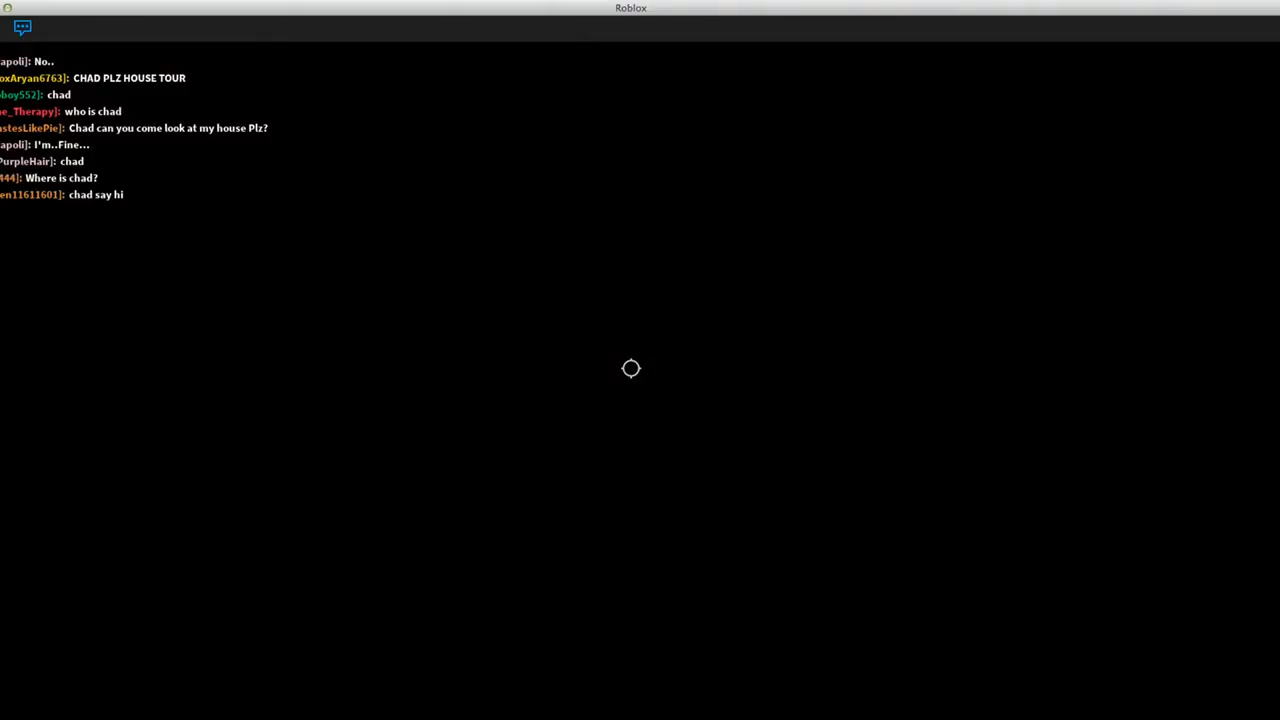 Roblox
apoli]: No..
oxAryan6763]: CHAD PLZ HOUSE TOUR
boy552]: chad
ne_Therapy]: who is chad
astesLikePie]: Chad can you come look at my house Plz?
apoli]: I'm..Fine...
PurpleHair]: chad
444]: Where is chad?
en11611601]: chad say hi